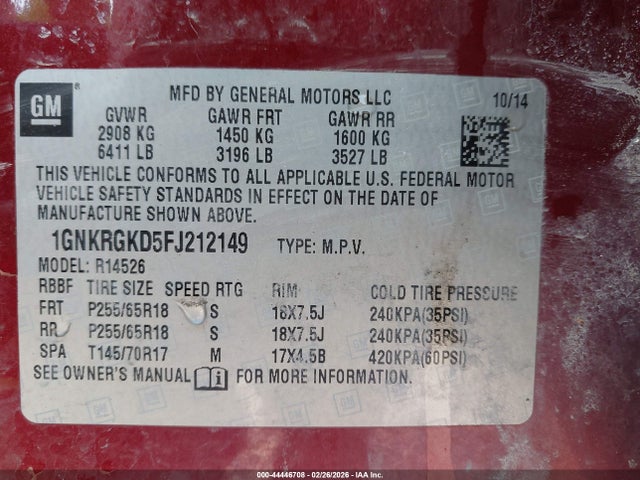 GM
MFD BY GENERAL MOTORS LLC 10/14
GVWR GAWR FRT GAWR RR
2908 KG 1450 KG 1600 KG
6411 LB 3196 LB 3527 LB
THIS VEHICLE CONFORMS TO ALL APPLICABLE U.S. FEDERAL MOTOR
VEHICLE SAFETY STANDARDS IN EFFECT ON THE DATE OF
MANUFACTURE SHOWN ABOVE.
1GNKRGKD5FJ212149 TYPE: M.P.V.
MODEL: R14526
RBBF TIRE SIZE SPEED RTG RIM COLD TIRE PRESSURE
FRT P255/65R18 S 18X7.5J 240KPA(35PSI)
RR P255/65R18 S 18X7.5J 240KPA(35PSI)
SPA T145/70R17 M 17X4.5B 420KPA(60PSI)
SEE OWNER'S MANUAL FOR MORE INFORMATION.
000-44446708 - 02/26/2026 - IAA Inc.